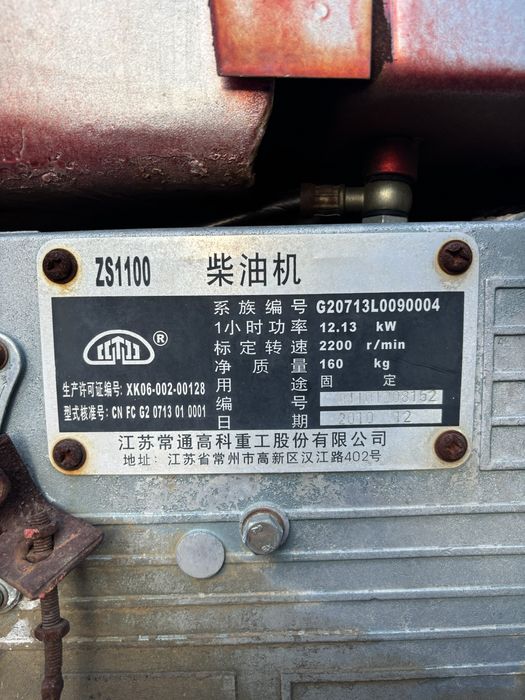 ZS1100 柴油机
系族编号 G20713L0090004
1小时功率 12.13 kW
标定转速 2200 r/min
净质量 160 kg
用途 固定
编号
日期 2010 12
®
生产许可证编号: XK06-002-00128
型式核准号: CN FC G2 0713 01 0001
江苏常通高科重工股份有限公司
地址: 江苏省常州市高新区汉江路402号